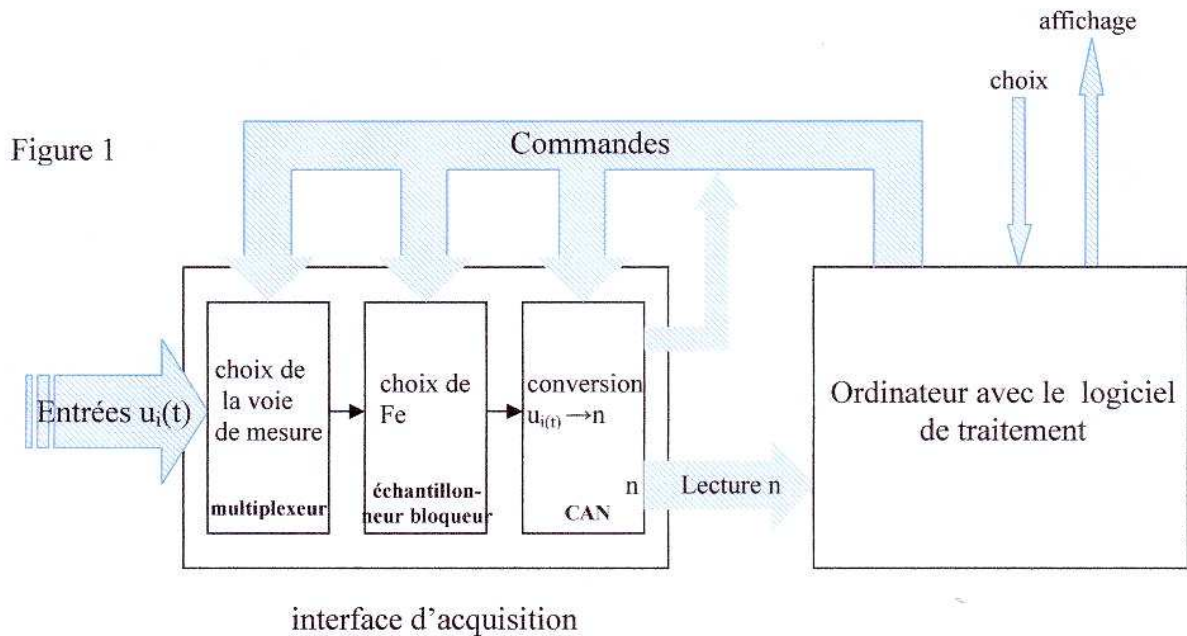 affichage
choix
Figure 1
Commandes
Entrées uᵢ(t)
choix de
la voie
de mesure
multiplexeur
choix de
Fe
échantillon-
neur bloqueur
conversion
uᵢ₍ₜ₎ →n
n
CAN
Lecture n
Ordinateur avec le logiciel
de traitement
interface d'acquisition